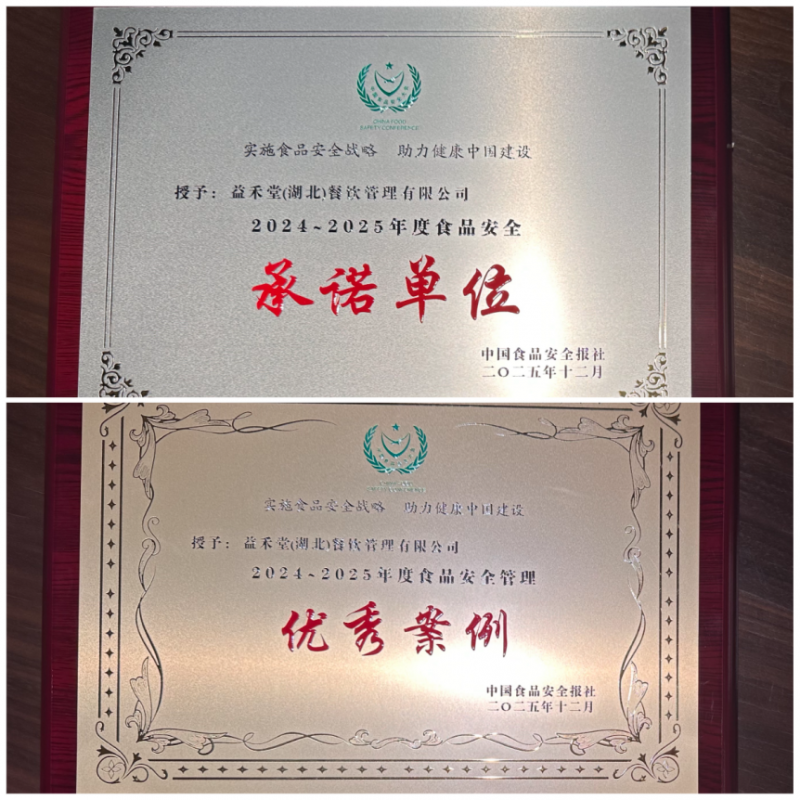 CHINA FOOD
SAFETY CONFERENCE
实施食品安全战略 助力健康中国建设
授予：益禾堂(湖北)餐饮管理有限公司
2024~2025年度食品安全
承诺单位
中国食品安全报社
二〇二五年十二月
实施食品安全战略 助力健康中国建设
授予：益禾堂(湖北)餐饮管理有限公司
2024~2025年度食品安全管理
优秀案例
中国食品安全报社
二〇二五年十二月